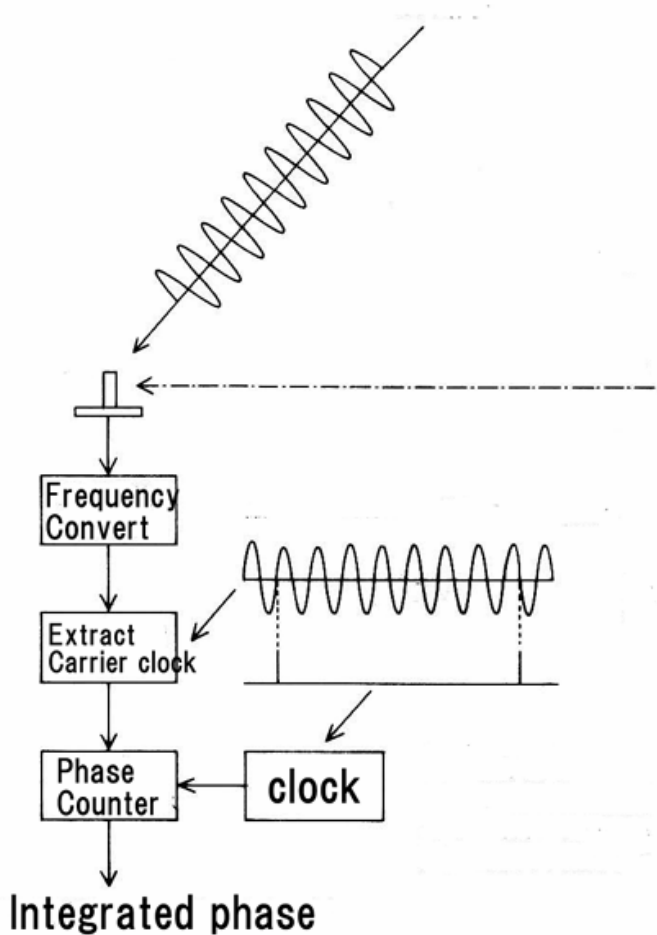 Frequency
Convert
Extract
Carrier clock
Phase
Counter
clock
Integrated phase